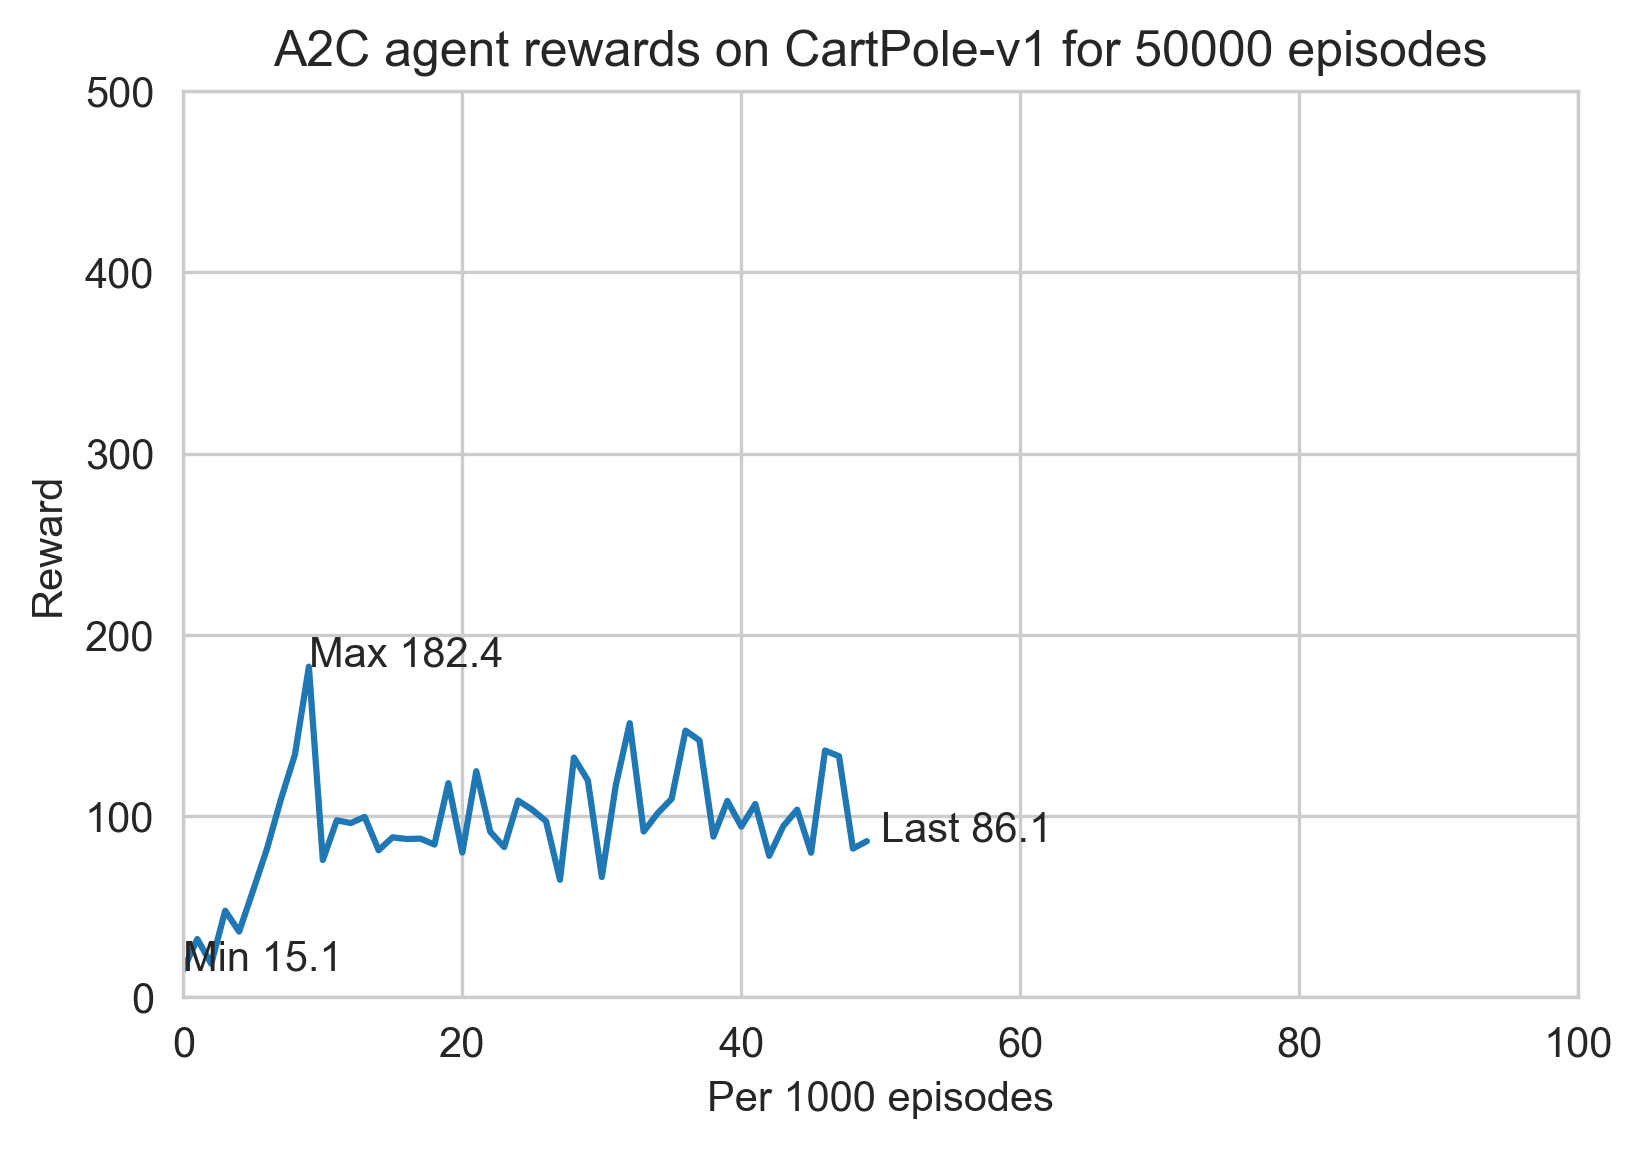 A2C agent rewards on CartPole-v1 for 50000 episodes
500
400
300
200
100
0
Reward
Max 182.4
Last 86.1
Min 15.1
0 20 40 60 80 100
Per 1000 episodes